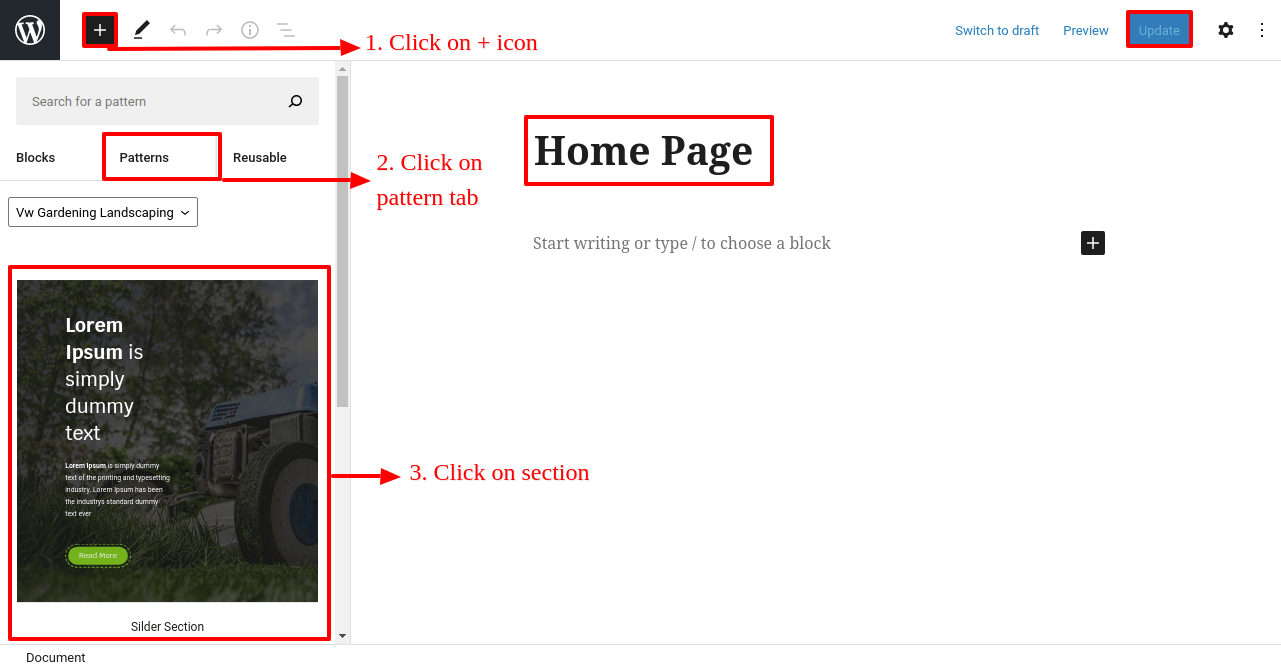 1. Click on + icon
Switch to draft
Preview
Update
Search for a pattern
Blocks
Patterns
Reusable
2. Click on
pattern tab
Home Page
Vw Gardening Landscaping
Start writing or type / to choose a block
Lorem
Ipsum is
simply
dummy
text
Lorem Ipsum is simply dummy
text of the printing and typesetting
industry. Lorem Ipsum has been
the industrys standard dummy
text ever
Read More
3. Click on section
Silder Section
Document